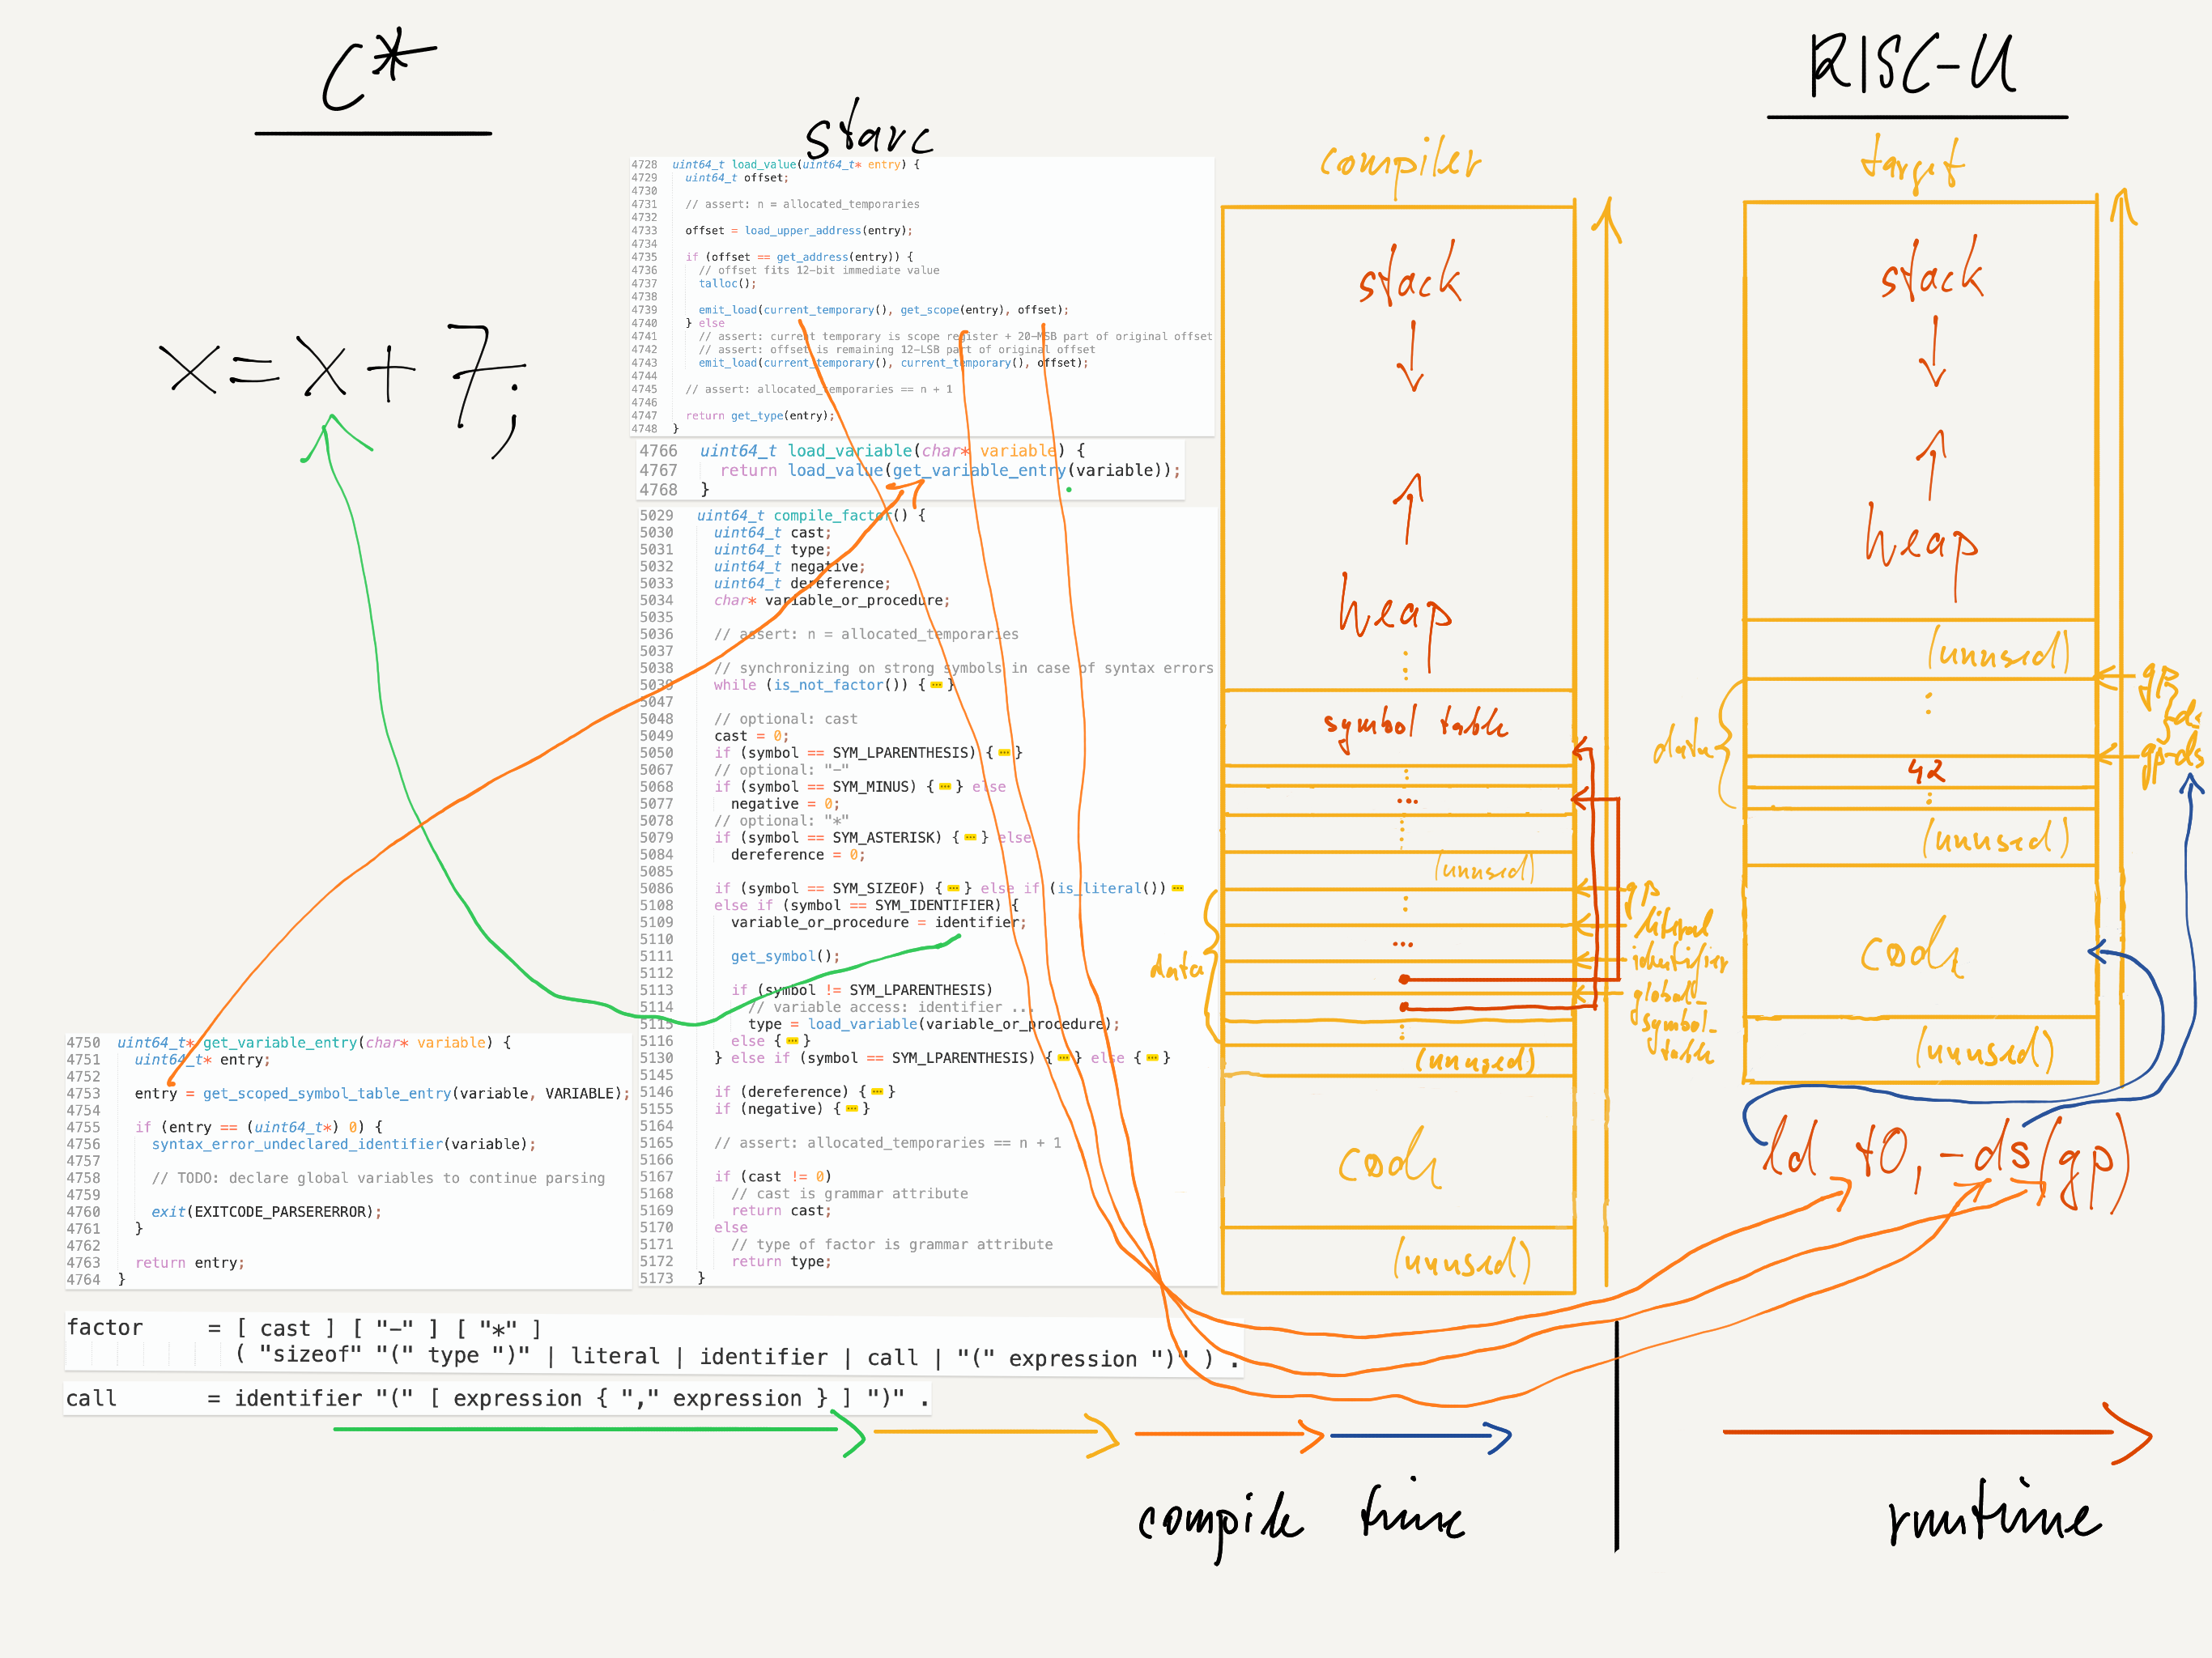 C*
x=x+7;
starc
4728 uint64_t load_value(uint64_t* entry) {
4729   uint64_t offset;
4730
4731   // assert: n = allocated_temporaries
4732
4733   offset = load_upper_address(entry);
4734
4735   if (offset == get_address(entry)) {
4736     // offset fits 12-bit immediate value
4737     talloc();
4738
4739     emit_load(current_temporary(), get_scope(entry), offset);
4740   } else
4741     // assert: current temporary is scope register + 20-MSB part of original offset
4742     // assert: offset is remaining 12-LSB part of original offset
4743     emit_load(current_temporary(), current_temporary(), offset);
4744
4745   // assert: allocated_temporaries == n + 1
4746
4747   return get_type(entry);
4748 }
4766 uint64_t load_variable(char* variable) {
4767   return load_value(get_variable_entry(variable));
4768 }
5029 uint64_t compile_factor() {
5030   uint64_t cast;
5031   uint64_t type;
5032   uint64_t negative;
5033   uint64_t dereference;
5034   char* variable_or_procedure;
5035
5036   // assert: n = allocated_temporaries
5037
5038   // synchronizing on strong symbols in case of syntax errors
5039   while (is_not_factor()) {...}
5047
5048   // optional: cast
5049   cast = 0;
5050   if (symbol == SYM_LPARENTHESIS) {...}
5067   // optional: "-"
5068   if (symbol == SYM_MINUS) {...} else
5077     negative = 0;
5078   // optional: "*"
5079   if (symbol == SYM_ASTERISK) {...} else
5084     dereference = 0;
5085
5086   if (symbol == SYM_SIZEOF) {...} else if (is_literal()) ...
5108   else if (symbol == SYM_IDENTIFIER) {
5109     variable_or_procedure = identifier;
5110
5111     get_symbol();
5112
5113     if (symbol != SYM_LPARENTHESIS)
5114       // variable access: identifier ...
5115       type = load_variable(variable_or_procedure);
5116     else {...}
5130   } else if (symbol == SYM_LPARENTHESIS) {...} else {...}
5145
5146   if (dereference) {...}
5155   if (negative) {...}
5164
5165   // assert: allocated_temporaries == n + 1
5166
5167   if (cast != 0)
5168     // cast is grammar attribute
5169     return cast;
5170   else
5171     // type of factor is grammar attribute
5172     return type;
5173 }
4750 uint64_t* get_variable_entry(char* variable) {
4751   uint64_t* entry;
4752
4753   entry = get_scoped_symbol_table_entry(variable, VARIABLE);
4754
4755   if (entry == (uint64_t*) 0) {
4756     syntax_error_undeclared_identifier(variable);
4757
4758     // TODO: declare global variables to continue parsing
4759
4760     exit(EXITCODE_PARSERERROR);
4761   }
4762
4763   return entry;
4764 }
factor = [ cast ] [ "-" ] [ "*" ]
( "sizeof" "(" type ")" | literal | identifier | call | "(" expression ")" ) .
call = identifier "(" [ expression { "," expression } ] ")" .
compiler
stack
heap
symbol table
...
(unused)
gp
literal
...
identifier
data
global_
symbol_
table
(unused)
code
(unused)
RISC-U
target
stack
heap
(unused)
gp
-ds
data
gp-ds
42
(unused)
code
(unused)
ld t0, -ds(gp)
compile time
runtime